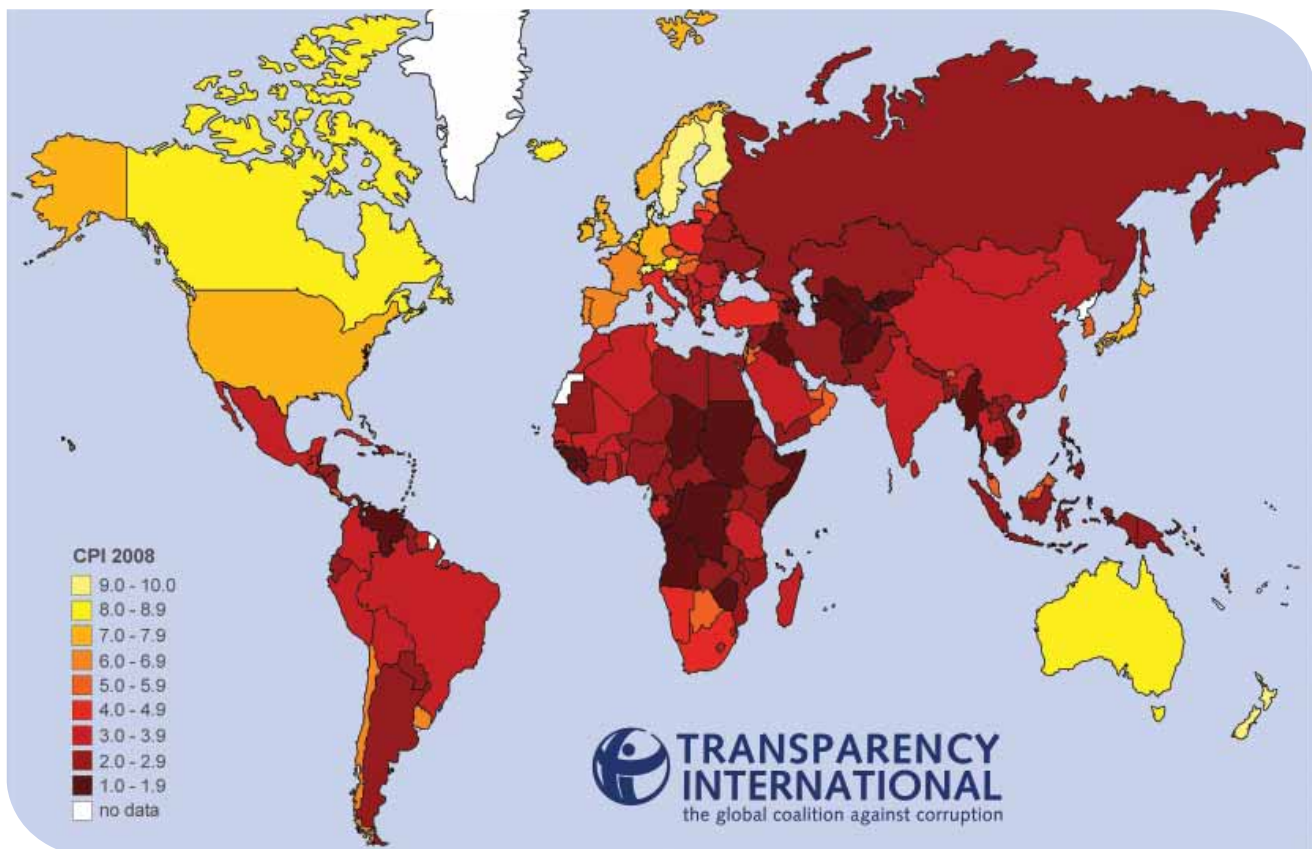 CPI 2008
9.0 - 10.0
8.0 - 8.9
7.0 - 7.9
6.0 - 6.9
5.0 - 5.9
4.0 - 4.9
3.0 - 3.9
2.0 - 2.9
1.0 - 1.9
no data
TRANSPARENCY
INTERNATIONAL
the global coalition against corruption